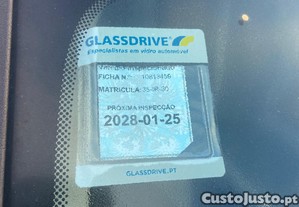 GLASSDRIVE
Especialistas em vidro automóvel
FICHA N.º
MATRICULA:
PRÓXIMA INSPECÇÃO
2028-01-25
GLASSDRIVE.PT
CustoJusto.pt